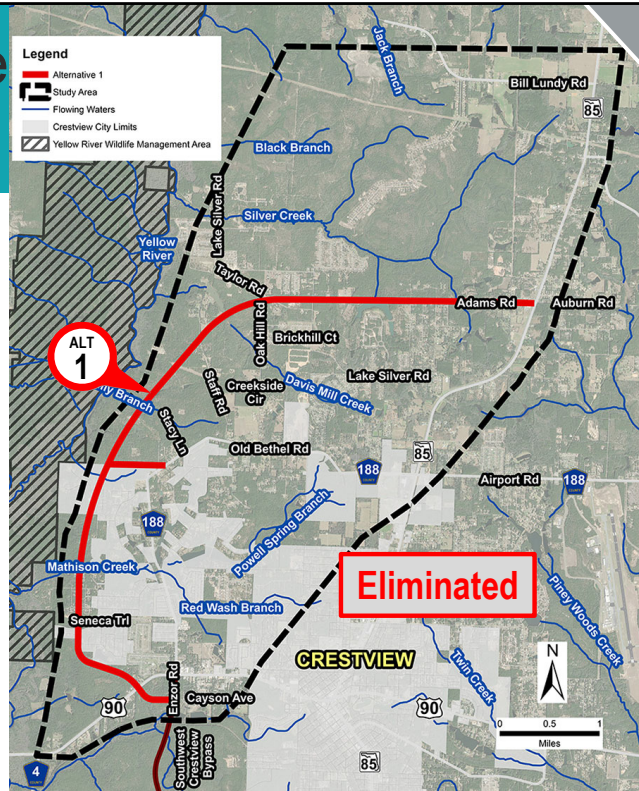 e
Legend
Alternative 1
Study Area
Flowing Waters
Crestview City Limits
Yellow River Wildlife Management Area
Jack Branch
Bill Lundy Rd
85
Black Branch
Lake Silver Rd
Silver Creek
Yellow
River
Taylor Rd
Adams Rd
Auburn Rd
Oak Hill Rd
Brickhill Ct
ALT
1
Lake Silver Rd
Staff Rd
Creekside
Cir
Davis Mill Creek
Branch
Stacy Ln
Old Bethel Rd
85
188
COUNTY
Airport Rd
188
COUNTY
188
COUNTY
Powell Spring Branch
Mathison Creek
Eliminated
Piney Woods Creek
Red Wash Branch
Seneca Trl
CRESTVIEW
Twin Creek
N
Enzor Rd
Cayson Ave
90
90
0 0.5 1
Miles
Southwest
Crestview
Bypass
85
4
COUNTY